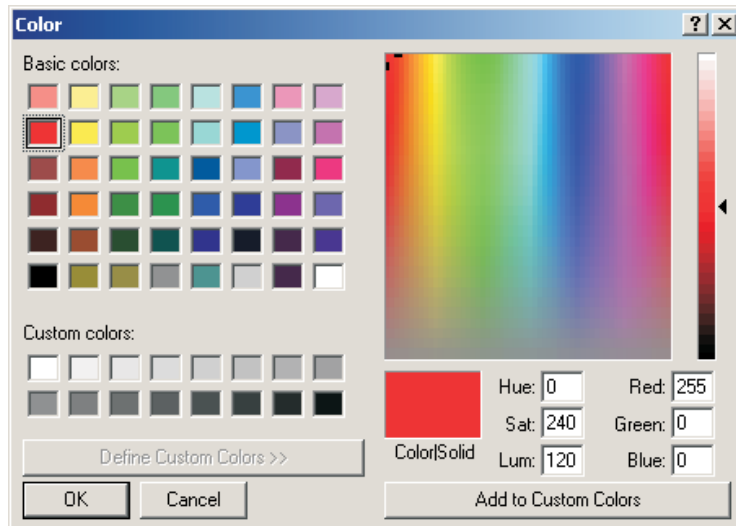 Color
Basic colors:
Custom colors:
Define Custom Colors >>
OK Cancel
Color|Solid
Hue: 0 Red: 255
Sat: 240 Green: 0
Lum: 120 Blue: 0
Add to Custom Colors